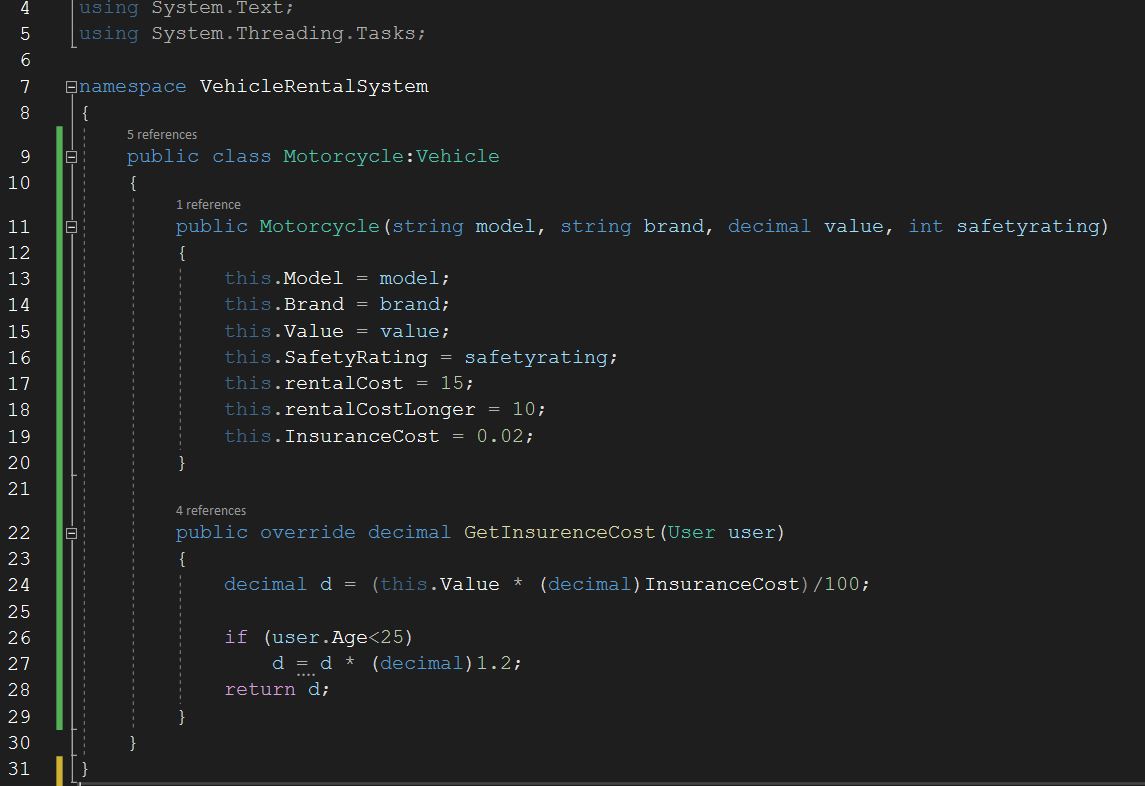 4 using System.Text;
5 using System.Threading.Tasks;
6
7 namespace VehicleRentalSystem
8 {
5 references
9 public class Motorcycle:Vehicle
10 {
1 reference
11 public Motorcycle(string model, string brand, decimal value, int safetyrating)
12 {
13 this.Model = model;
14 this.Brand = brand;
15 this.Value = value;
16 this.SafetyRating = safetyrating;
17 this.rentalCost = 15;
18 this.rentalCostLonger = 10;
19 this.InsuranceCost = 0.02;
20 }
21
4 references
22 public override decimal GetInsurenceCost(User user)
23 {
24 decimal d = (this.Value * (decimal)InsuranceCost)/100;
25
26 if (user.Age<25)
27 d = d * (decimal)1.2;
28 return d;
29 }
30 }
31 }